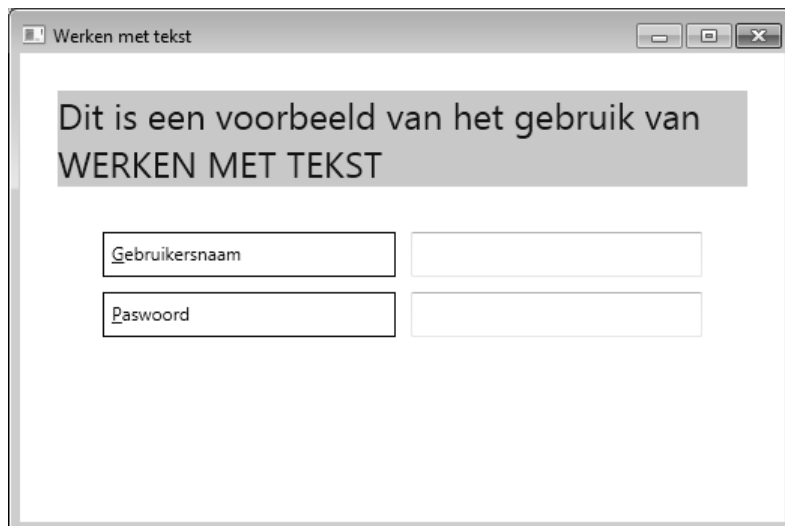 Werken met tekst
Dit is een voorbeeld van het gebruik van
WERKEN MET TEKST
Gebruikersnaam
Paswoord